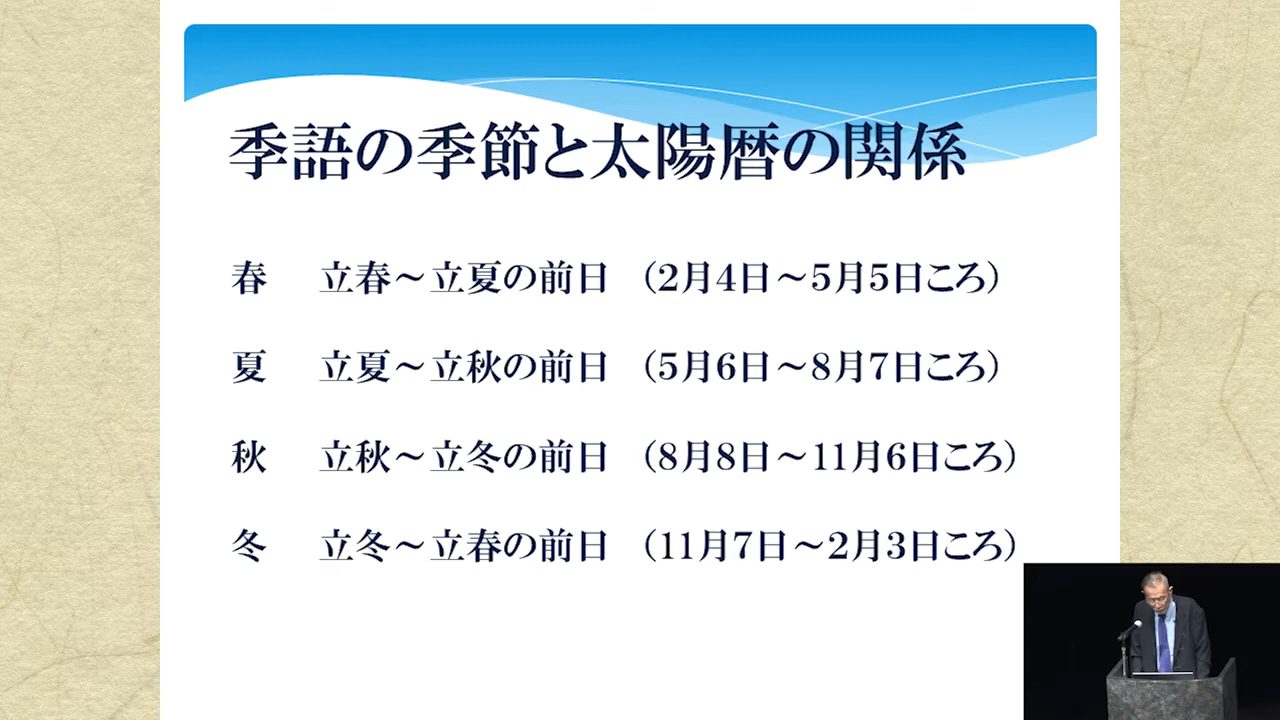 季語の季節と太陽暦の関係
春　立春～立夏の前日　（2月4日～5月5日ころ）
夏　立夏～立秋の前日　（5月6日～8月7日ころ）
秋　立秋～立冬の前日　（8月8日～11月6日ころ）
冬　立冬～立春の前日　（11月7日～2月3日ころ）